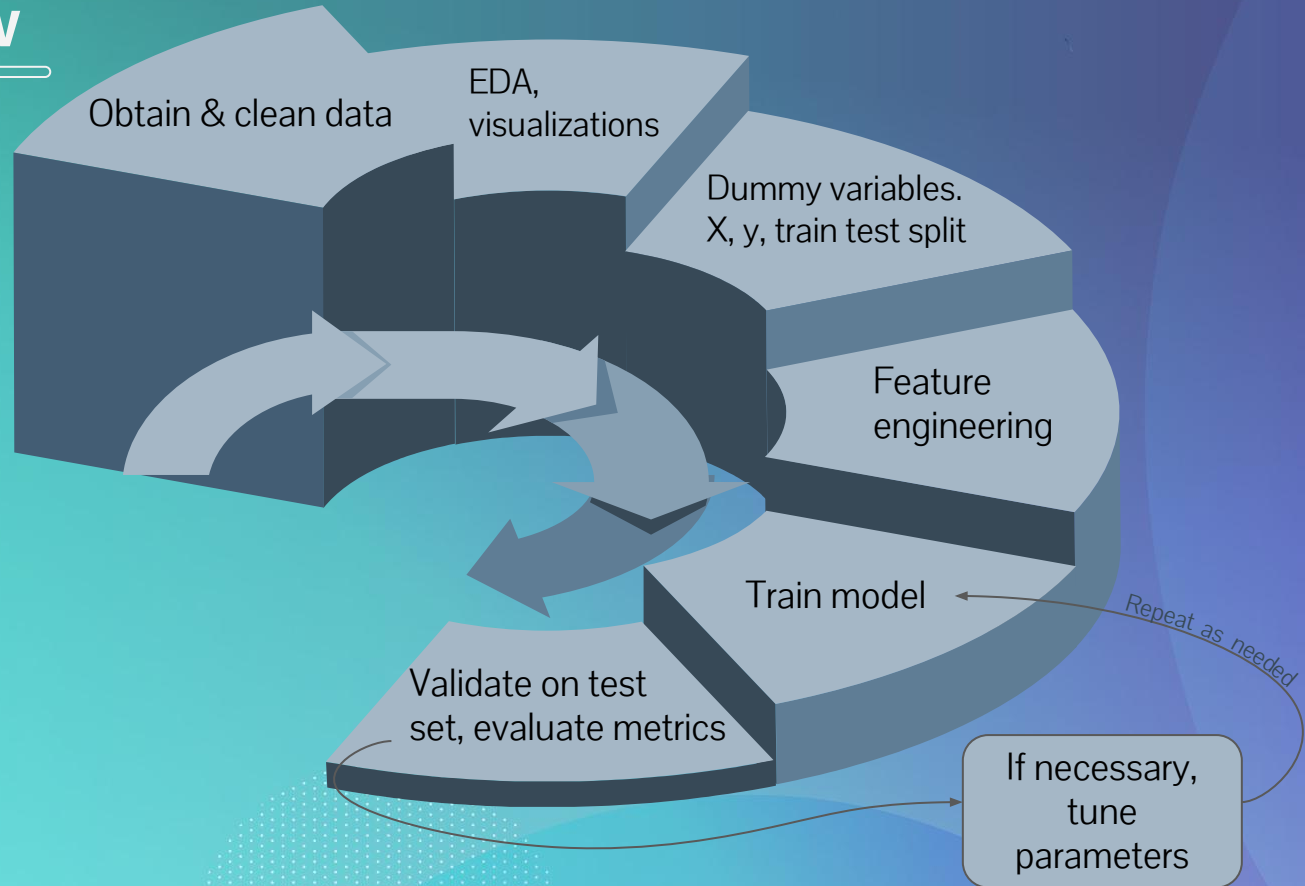 W
Obtain & clean data
EDA,
visualizations
Dummy variables.
X, y, train test split
Feature
engineering
Train model
Repeat as needed
Validate on test
set, evaluate metrics
If necessary,
tune
parameters